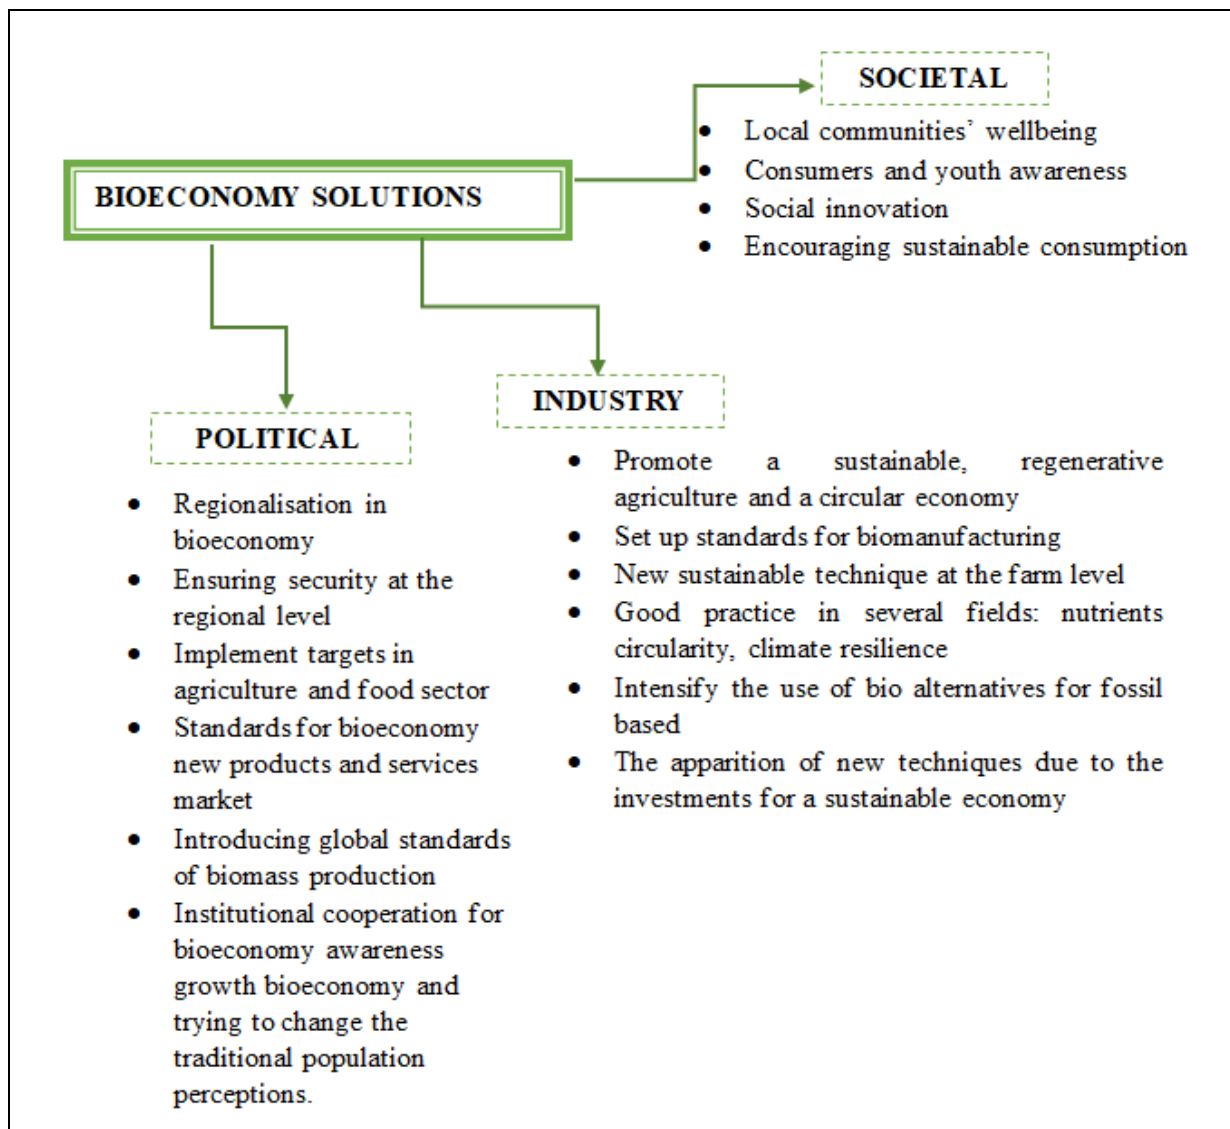 SOCIETAL
• Local communities’ wellbeing
• Consumers and youth awareness
• Social innovation
• Encouraging sustainable consumption
BIOECONOMY SOLUTIONS
POLITICAL
• Regionalisation in
bioeconomy
• Ensuring security at the
regional level
• Implement targets in
agriculture and food sector
• Standards for bioeconomy
new products and services
market
• Introducing global standards
of biomass production
• Institutional cooperation for
bioeconomy awareness
growth bioeconomy and
trying to change the
traditional population
perceptions.
INDUSTRY
• Promote a sustainable, regenerative
agriculture and a circular economy
• Set up standards for biomanufacturing
• New sustainable technique at the farm level
• Good practice in several fields: nutrients
circularity, climate resilience
• Intensify the use of bio alternatives for fossil
based
• The apparition of new techniques due to the
investments for a sustainable economy